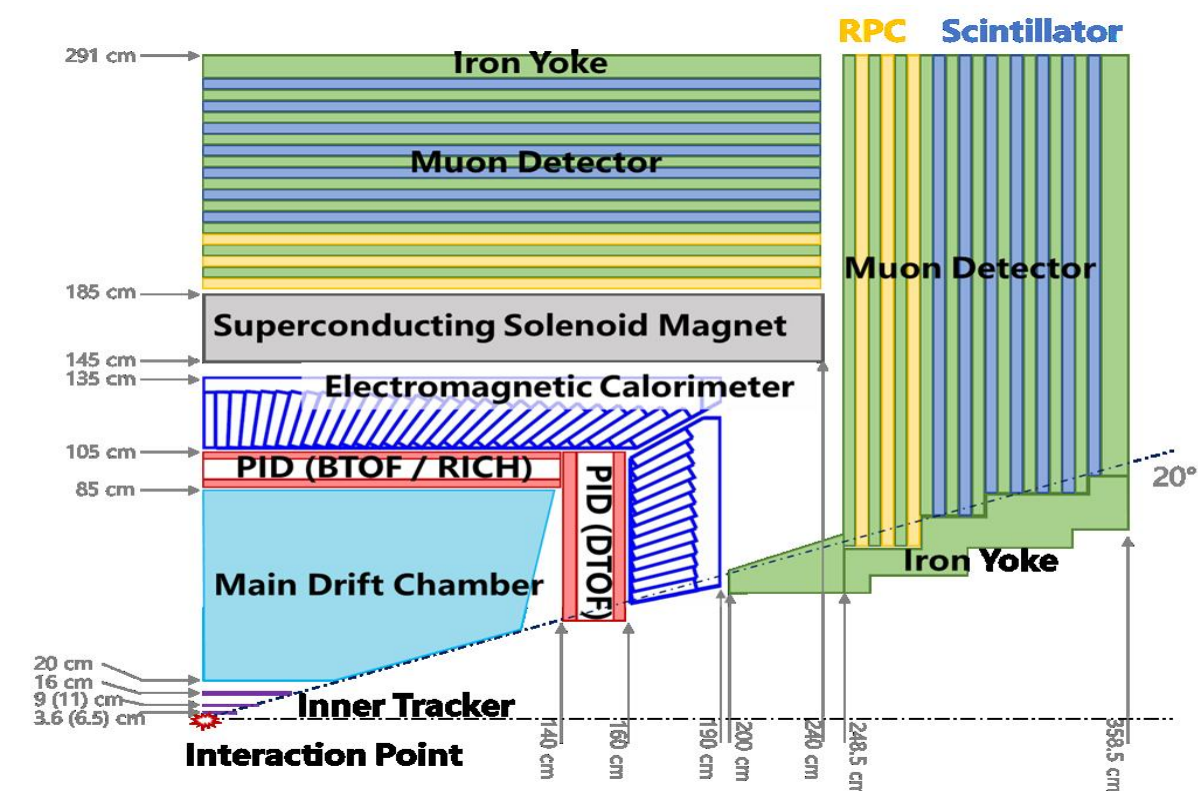 RPC Scintillator
291 cm
Iron Yoke
Muon Detector
Muon Detector
185 cm
Superconducting Solenoid Magnet
145 cm
135 cm
Electromagnetic Calorimeter
105 cm
PID (BTOF / RICH)
85 cm
PID (DTOF)
20°
Iron Yoke
Main Drift Chamber
20 cm
16 cm
9 (11) cm
3.6 (6.5) cm
Inner Tracker
Interaction Point
140 cm
160 cm
190 cm
200 cm
240 cm
248.5 cm
358.5 cm